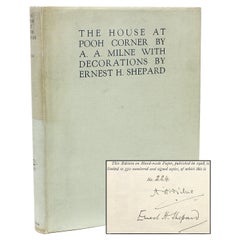 THE HOUSE AT
POOH CORNER BY
A. A. MILNE WITH
DECORATIONS BY
ERNEST H. SHEPARD
This Edition on Hand-made Paper, published in 1928, is
limited to 350 numbered and signed copies, of which this is
No. 224
A. A. Milne
Ernest H. Shepard